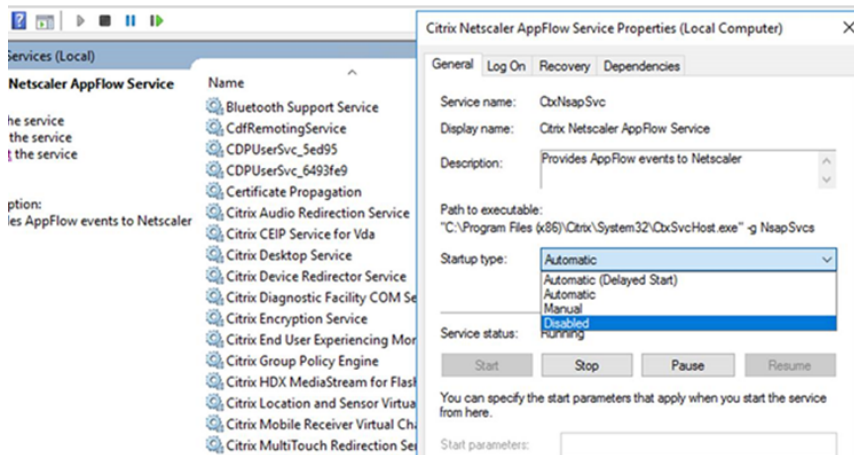 Services (Local)
Netscaler AppFlow Service
he service
the service
the service
ption:
les AppFlow events to Netscaler
Name
Bluetooth Support Service
CdfRemotingService
CDPUserSvc_5ed95
CDPUserSvc_6493fe9
Certificate Propagation
Citrix Audio Redirection Service
Citrix CEIP Service for Vda
Citrix Desktop Service
Citrix Device Redirector Service
Citrix Diagnostic Facility COM Se
Citrix Encryption Service
Citrix End User Experiencing Mor
Citrix Group Policy Engine
Citrix HDX MediaStream for Flash
Citrix Location and Sensor Virtua
Citrix Mobile Receiver Virtual Cha
Citrix MultiTouch Redirection Ser
Citrix Netscaler AppFlow Service Properties (Local Computer)
General Log On Recovery Dependencies
Service name: CtxNsapSvc
Display name: Citrix Netscaler AppFlow Service
Description: Provides AppFlow events to Netscaler
Path to executable:
"C:\Program Files (x86)\Citrix\System32\CtxSvcHost.exe" -g NsapSvcs
Startup type: Automatic
Automatic (Delayed Start)
Automatic
Manual
Disabled
Service status: Running
Start Stop Pause Resume
You can specify the start parameters that apply when you start the service
from here.
Start parameters: